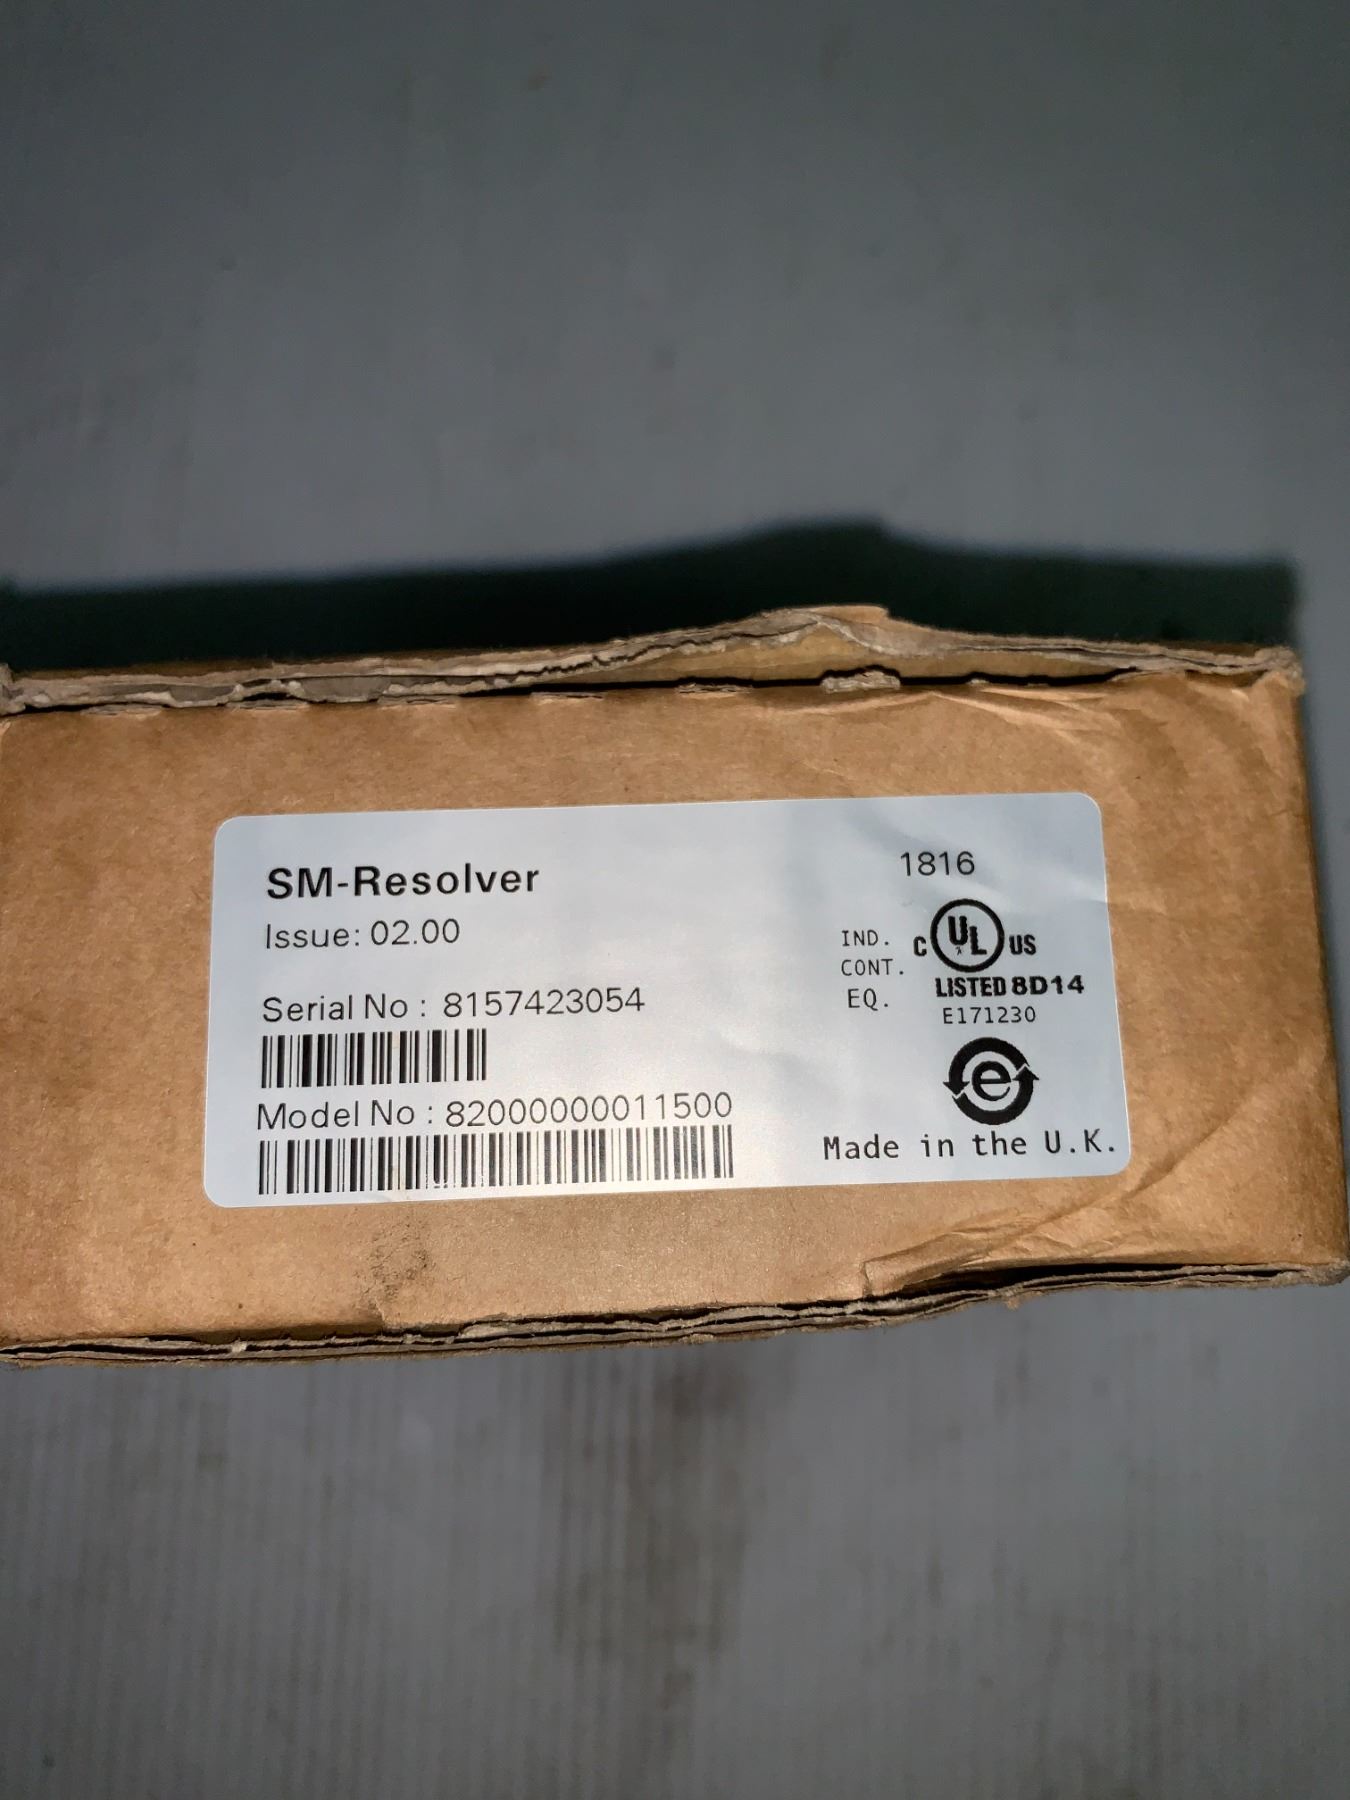 SM-Resolver
Issue: 02.00
Serial No : 8157423054
Model No : 82000000011500
1816
IND.
CONT.
EQ.
C UL US
LISTED 8D14
E171230
e
Made in the U.K.